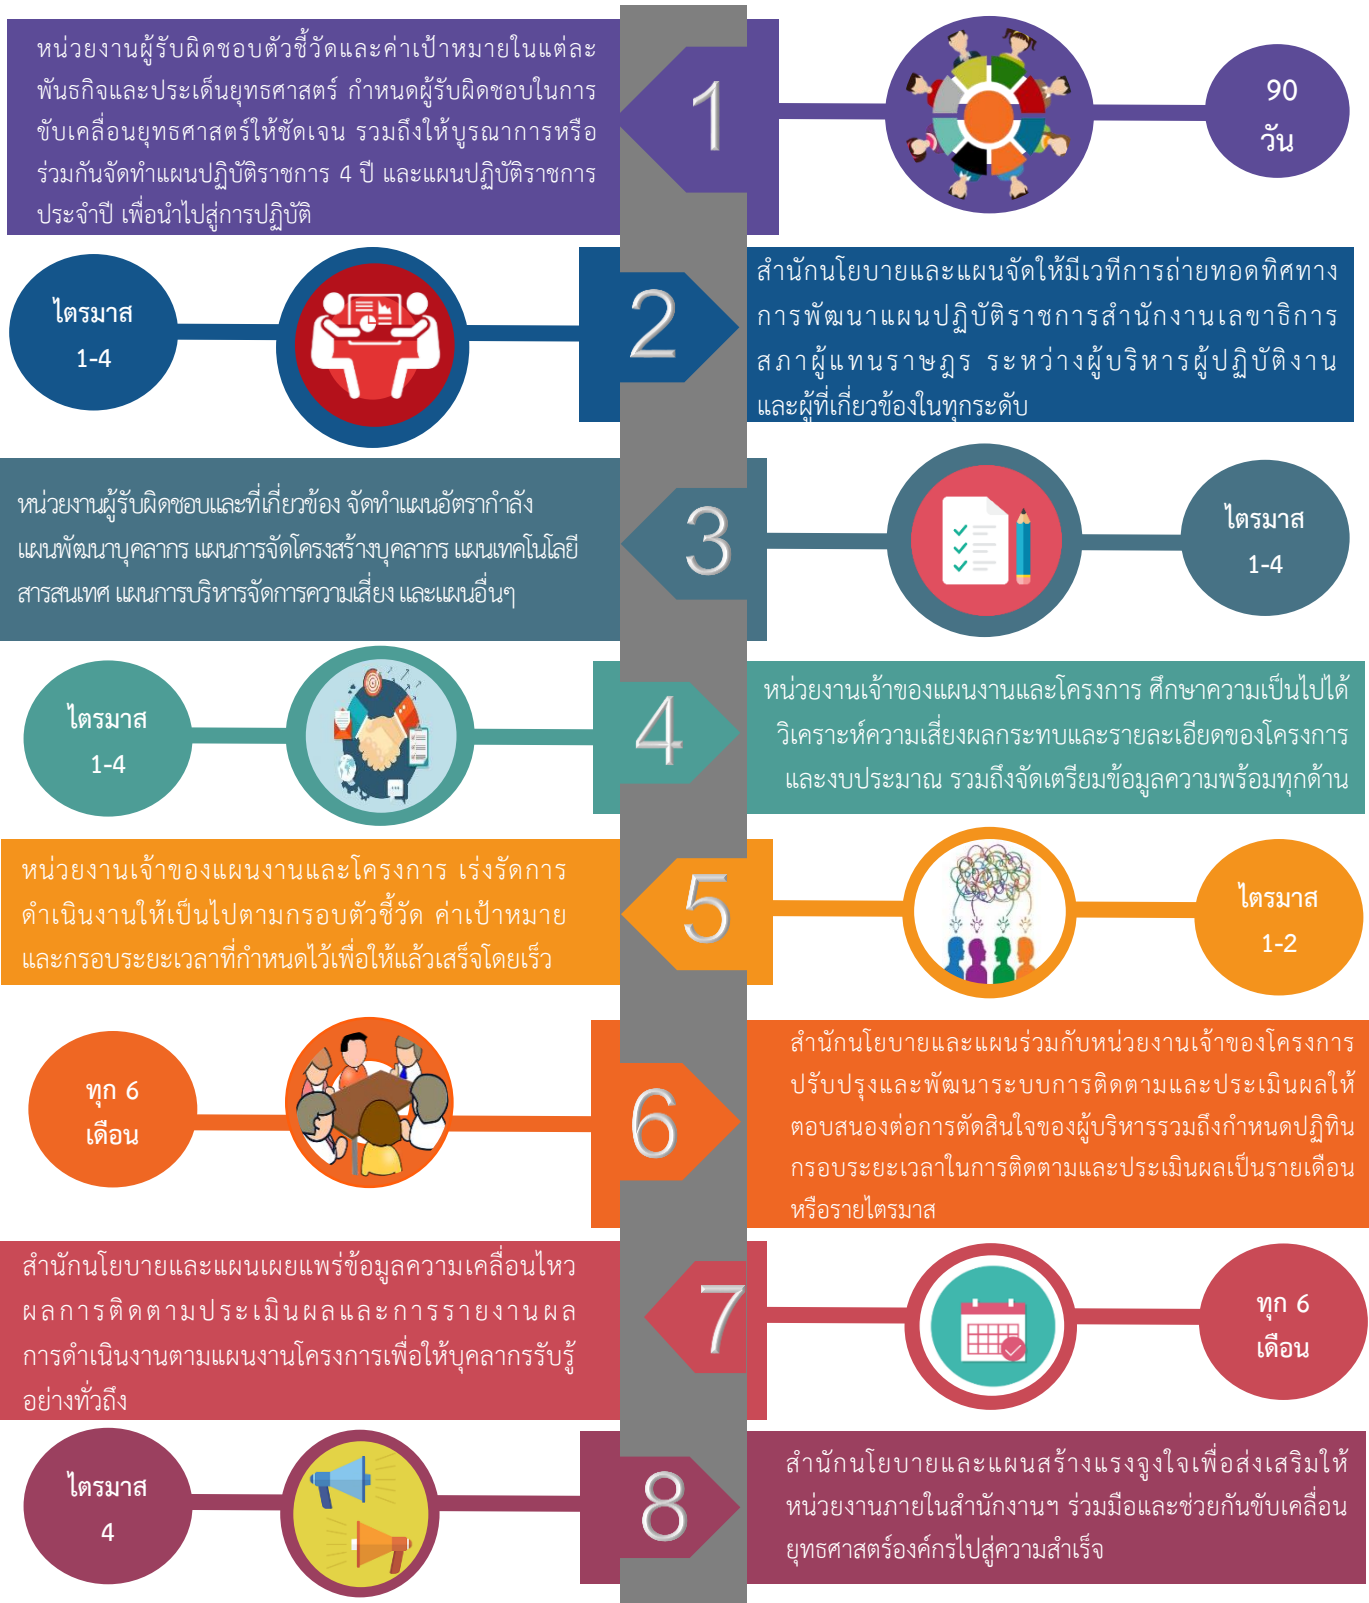 หน่วยงานผู้รับผิดชอบตัวชี้วัดและค่าเป้าหมายในแต่ละ
พันธกิจและประเด็นยุทธศาสตร์ กำหนดผู้รับผิดชอบในการ
ขับเคลื่อนยุทธศาสตร์ให้ชัดเจน รวมถึงให้บูรณาการหรือ
ร่วมกันจัดทำแผนปฏิบัติราชการ 4 ปี และแผนปฏิบัติราชการ
ประจำปี เพื่อนำไปสู่การปฏิบัติ
1
90
วัน
ไตรมาส
1-4
2
สำนักนโยบายและแผนจัดให้มีเวทีการถ่ายทอดทิศทาง
การพัฒนาแผนปฏิบัติราชการสำนักงานเลขาธิการ
สภาผู้แทนราษฎร ระหว่างผู้บริหารผู้ปฏิบัติงาน
และผู้ที่เกี่ยวข้องในทุกระดับ
หน่วยงานผู้รับผิดชอบและที่เกี่ยวข้อง จัดทำแผนอัตรากำลัง
แผนพัฒนาบุคลากร แผนการจัดโครงสร้างบุคลากร แผนเทคโนโลยี
สารสนเทศ แผนการบริหารจัดการความเสี่ยง และแผนอื่นๆ
3
ไตรมาส
1-4
ไตรมาส
1-4
4
หน่วยงานเจ้าของแผนงานและโครงการ ศึกษาความเป็นไปได้
วิเคราะห์ความเสี่ยงผลกระทบและรายละเอียดของโครงการ
และงบประมาณ รวมถึงจัดเตรียมข้อมูลความพร้อมทุกด้าน
หน่วยงานเจ้าของแผนงานและโครงการ เร่งรัดการ
ดำเนินงานให้เป็นไปตามกรอบตัวชี้วัด ค่าเป้าหมาย
และกรอบระยะเวลาที่กำหนดไว้เพื่อให้แล้วเสร็จโดยเร็ว
5
ไตรมาส
1-2
ทุก 6
เดือน
6
สำนักนโยบายและแผนร่วมกับหน่วยงานเจ้าของโครงการ
ปรับปรุงและพัฒนาระบบการติดตามและประเมินผลให้
ตอบสนองต่อการตัดสินใจของผู้บริหารรวมถึงกำหนดปฏิทิน
กรอบระยะเวลาในการติดตามและประเมินผลเป็นรายเดือน
หรือรายไตรมาส
สำนักนโยบายและแผนเผยแพร่ข้อมูลความเคลื่อนไหว
ผลการติดตามประเมินผลและการรายงานผล
การดำเนินงานตามแผนงานโครงการเพื่อให้บุคลากรรับรู้
อย่างทั่วถึง
7
ทุก 6
เดือน
ไตรมาส
4
8
สำนักนโยบายและแผนสร้างแรงจูงใจเพื่อส่งเสริมให้
หน่วยงานภายในสำนักงานฯ ร่วมมือและช่วยกันขับเคลื่อน
ยุทธศาสตร์องค์กรไปสู่ความสำเร็จ